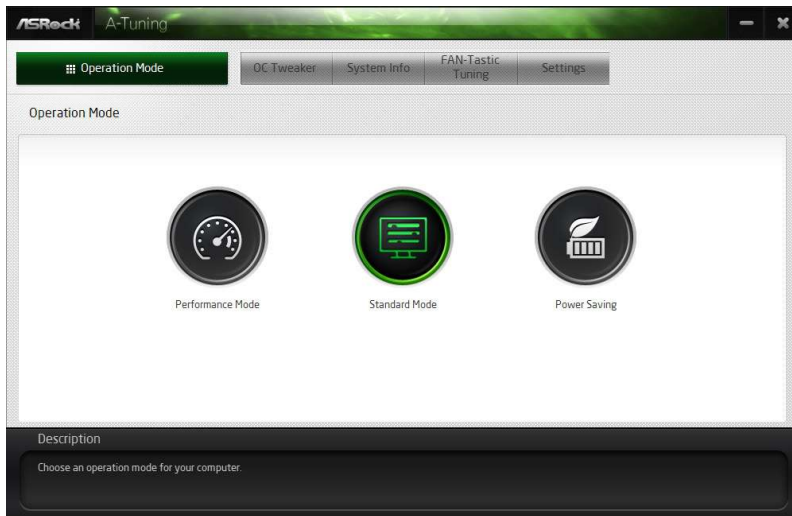 ASRock A-Tuning
Operation Mode OC Tweaker System Info FAN-Tastic
Tuning Settings
Operation Mode
Performance Mode Standard Mode Power Saving
Description
Choose an operation mode for your computer.